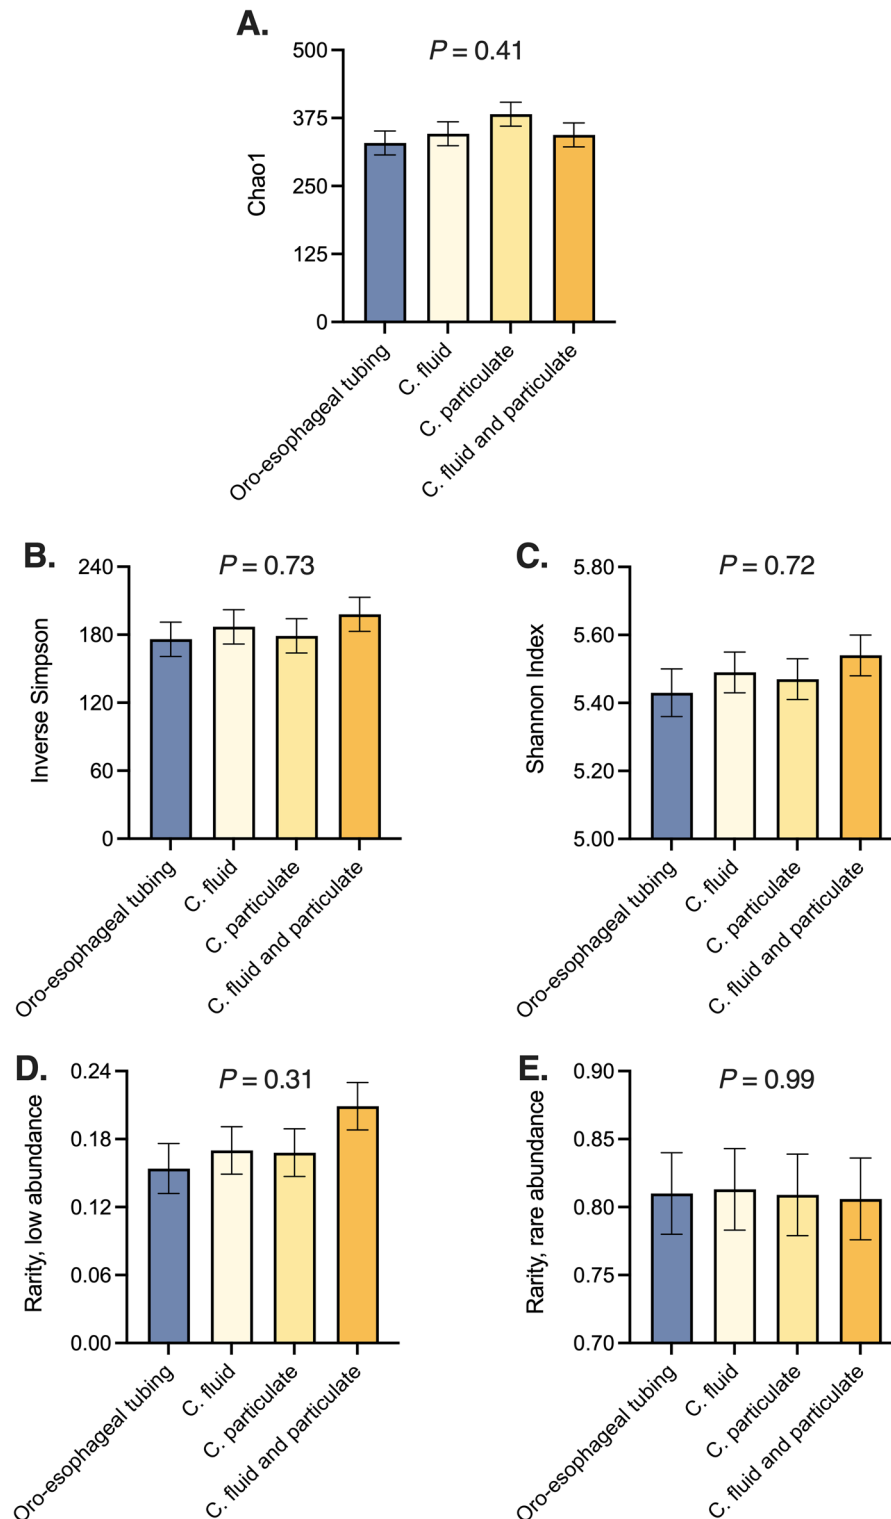 A.
P = 0.41
Chao1
500
375
250
125
0
Oro-esophageal tubing
C. fluid
C. particulate
C. fluid and particulate
B.
P = 0.73
Inverse Simpson
240
180
120
60
0
Oro-esophageal tubing
C. fluid
C. particulate
C. fluid and particulate
C.
P = 0.72
Shannon Index
5.80
5.60
5.40
5.20
5.00
Oro-esophageal tubing
C. fluid
C. particulate
C. fluid and particulate
D.
P = 0.31
Rarity, low abundance
0.24
0.18
0.12
0.06
0.00
Oro-esophageal tubing
C. fluid
C. particulate
C. fluid and particulate
E.
P = 0.99
Rarity, rare abundance
0.90
0.85
0.80
0.75
0.70
Oro-esophageal tubing
C. fluid
C. particulate
C. fluid and particulate